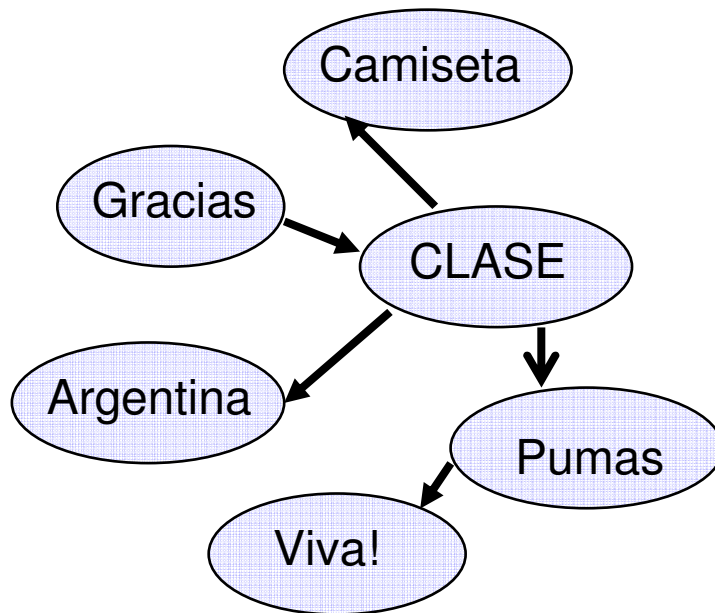 Camiseta
Gracias
CLASE
Argentina
Pumas
Viva!